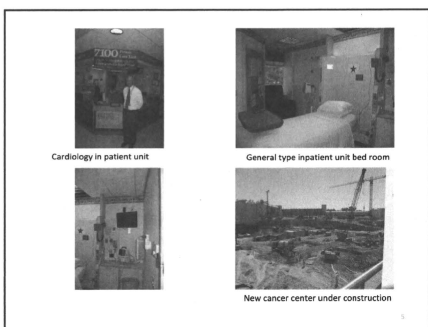 7100
Cardiology in patient unit
General type inpatient unit bed room
New cancer center under construction